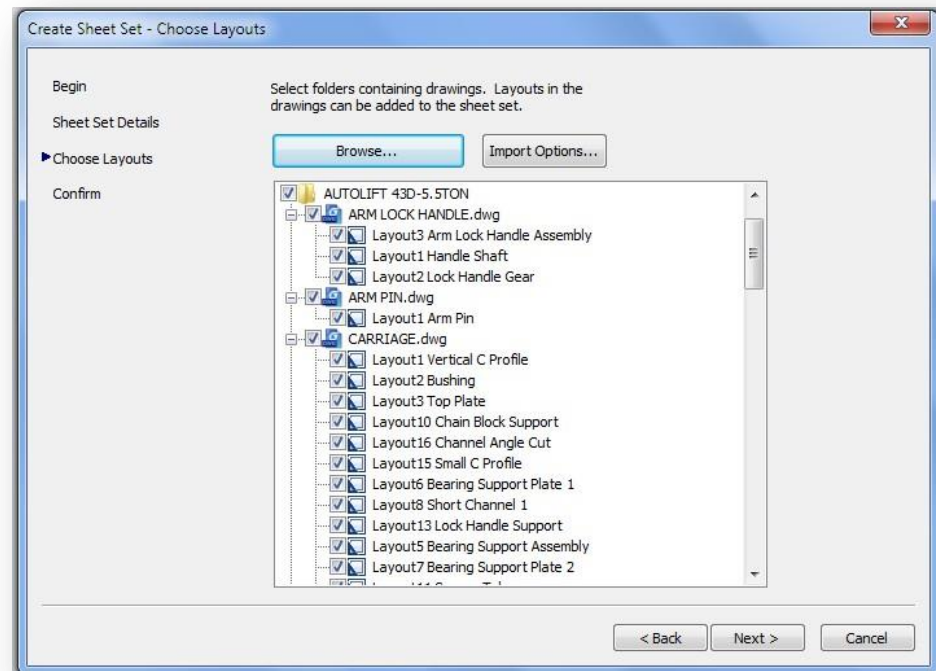 Create Sheet Set - Choose Layouts
Begin
Sheet Set Details
Choose Layouts
Confirm
Select folders containing drawings. Layouts in the
drawings can be added to the sheet set.
Browse...
Import Options...
AUTOLIFT 43D-5.5TON
ARM LOCK HANDLE.dwg
Layout3 Arm Lock Handle Assembly
Layout1 Handle Shaft
Layout2 Lock Handle Gear
ARM PIN.dwg
Layout1 Arm Pin
CARRIAGE.dwg
Layout1 Vertical C Profile
Layout2 Bushing
Layout3 Top Plate
Layout10 Chain Block Support
Layout16 Channel Angle Cut
Layout15 Small C Profile
Layout6 Bearing Support Plate 1
Layout8 Short Channel 1
Layout13 Lock Handle Support
Layout5 Bearing Support Assembly
Layout7 Bearing Support Plate 2
< Back
Next >
Cancel